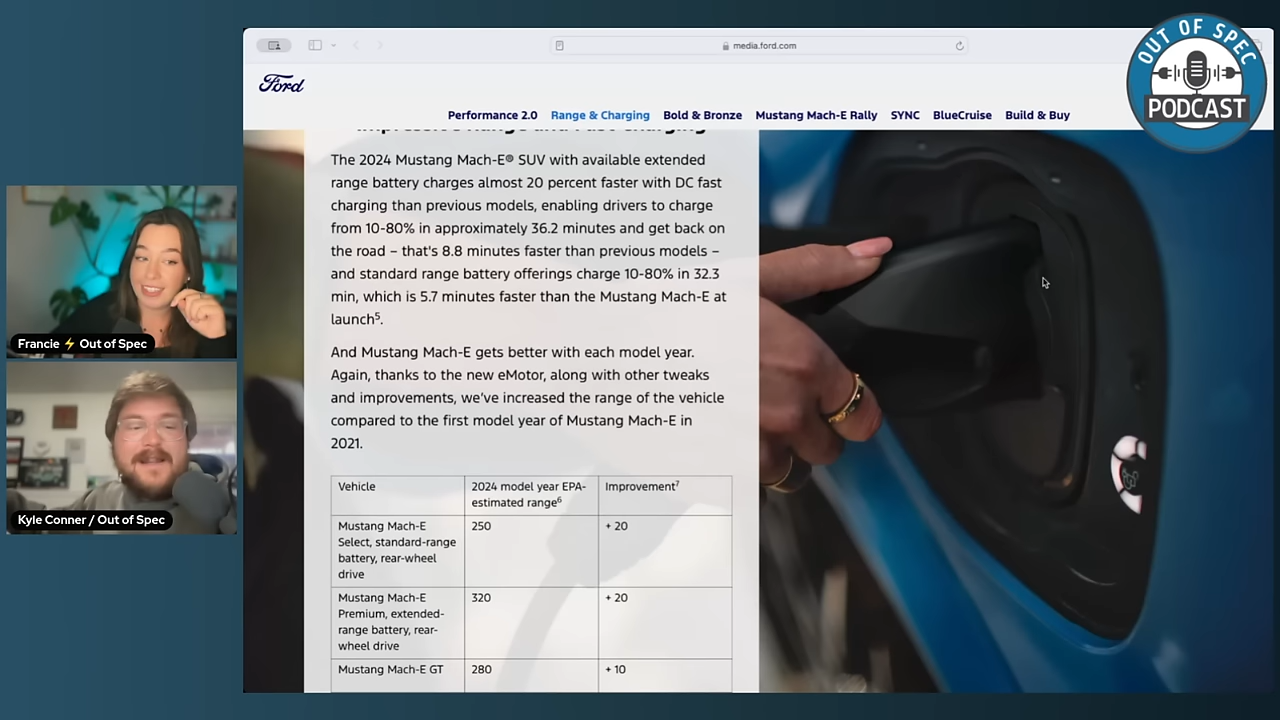 media.ford.com
OUT OF SPEC
PODCAST
Ford
Performance 2.0 Range & Charging Bold & Bronze Mustang Mach-E Rally SYNC BlueCruise Build & Buy
Impressive Range and Fast Charging
The 2024 Mustang Mach-E® SUV with available extended
range battery charges almost 20 percent faster with DC fast
charging than previous models, enabling drivers to charge
from 10-80% in approximately 36.2 minutes and get back on
the road – that's 8.8 minutes faster than previous models –
and standard range battery offerings charge 10-80% in 32.3
min, which is 5.7 minutes faster than the Mustang Mach-E at
launch⁵.
And Mustang Mach-E gets better with each model year.
Again, thanks to the new eMotor, along with other tweaks
and improvements, we've increased the range of the vehicle
compared to the first model year of Mustang Mach-E in
2021.
Vehicle 2024 model year EPA- Improvement⁷
estimated range⁶
Mustang Mach-E 250 + 20
Select, standard-range
battery, rear-wheel
drive
Mustang Mach-E 320 + 20
Premium, extended-
range battery, rear-
wheel drive
Mustang Mach-E GT 280 + 10
Francie ⚡ Out of Spec
Kyle Conner / Out of Spec